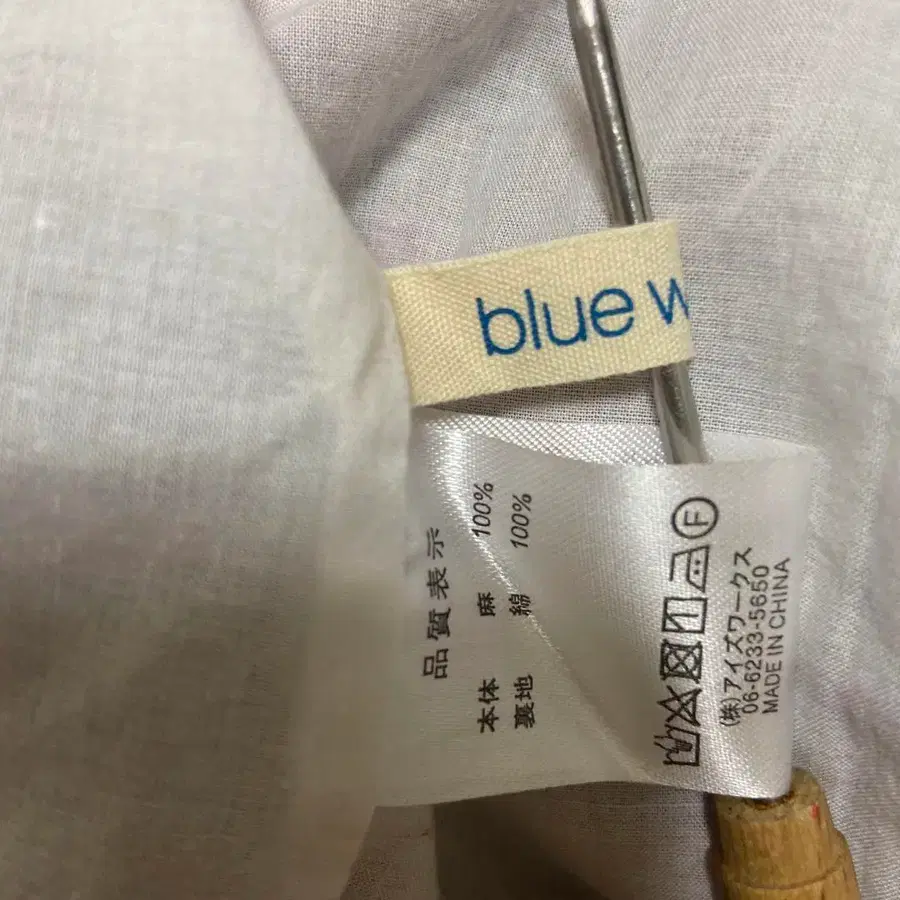 blue w
品質表示
本体 麻 100%
裏地 綿 100%
F
(株)アイズワークス
06-6233-5650
MADE IN CHINA